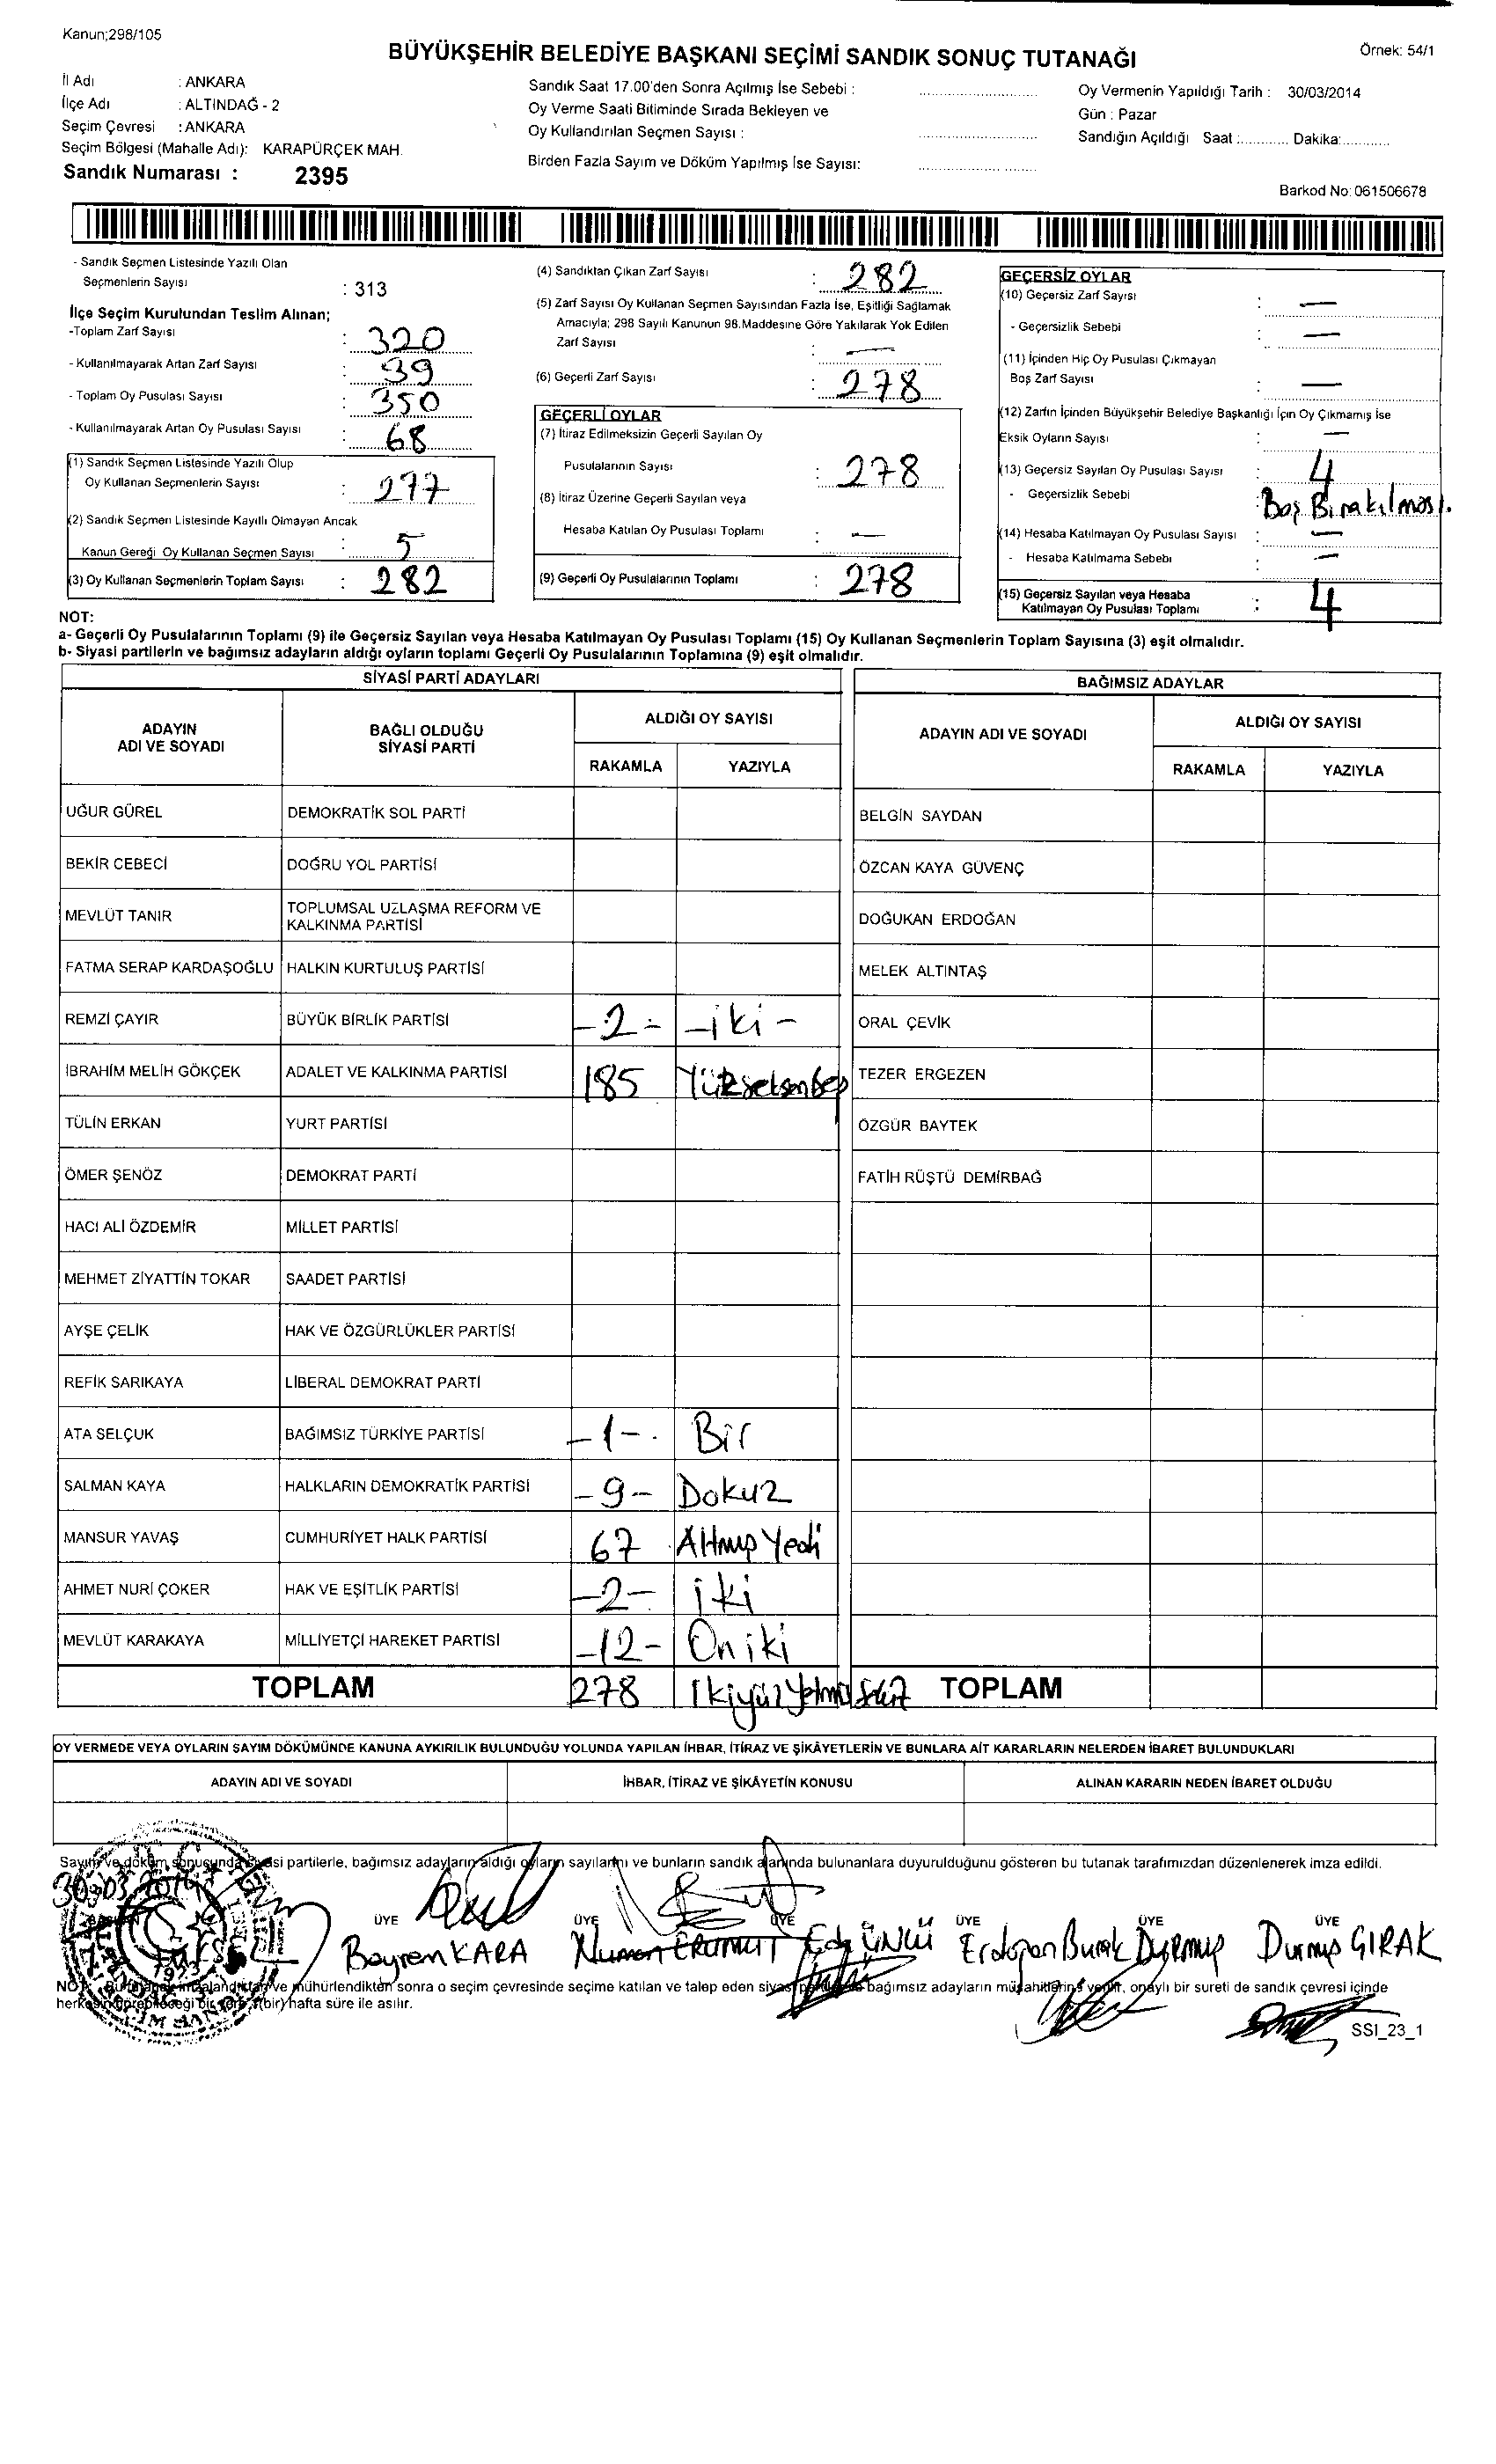 Kanun;298/105
BÜYÜKŞEHİR BELEDİYE BAŞKANI SEÇİMİ SANDIK SONUÇ TUTANAĞI
Örnek: 54/1
İl Adı : ANKARA
İlçe Adı : ALTINDAĞ - 2
Seçim Çevresi : ANKARA
Seçim Bölgesi (Mahalle Adı): KARAPÜRÇEK MAH.
Sandık Numarası : 2395
Sandık Saat 17.00'den Sonra Açılmış İse Sebebi :
Oy Verme Saati Bitiminde Sırada Bekleyen ve
Oy Kullandırılan Seçmen Sayısı :
Birden Fazla Sayım ve Döküm Yapılmış İse Sayısı:
Oy Vermenin Yapıldığı Tarih : 30/03/2014
Gün : Pazar
Sandığın Açıldığı Saat :............ Dakika:............
Barkod No:061506678
- Sandık Seçmen Listesinde Yazılı Olan
Seçmenlerin Sayısı : 313
İlçe Seçim Kurulundan Teslim Alınan;
-Toplam Zarf Sayısı : 320
- Kullanılmayarak Artan Zarf Sayısı : 39
- Toplam Oy Pusulası Sayısı : 350
- Kullanılmayarak Artan Oy Pusulası Sayısı : 68
(1) Sandık Seçmen Listesinde Yazılı Olup
Oy Kullanan Seçmenlerin Sayısı : 277
(2) Sandık Seçmen Listesinde Kayıllı Olmayan Ancak
Kanun Gereği Oy Kullanan Seçmen Sayısı : 5
(3) Oy Kullanan Seçmenlerin Toplam Sayısı : 282
(4) Sandıktan Çıkan Zarf Sayısı : 282
(5) Zarf Sayısı Oy Kullanan Seçmen Sayısından Fazla İse, Eşitliği Sağlamak
Amacıyla; 298 Sayılı Kanunun 98.Maddesine Göre Yakılarak Yok Edilen
Zarf Sayısı : —
(6) Geçerli Zarf Sayısı : 278
GEÇERLİ OYLAR
(7) İtiraz Edilmeksizin Geçerli Sayılan Oy
Pusulalarının Sayısı : 278
(8) İtiraz Üzerine Geçerli Sayılan veya
Hesaba Katılan Oy Pusulası Toplamı : —
(9) Geçerli Oy Pusulalarının Toplamı : 278
GEÇERSİZ OYLAR
(10) Geçersiz Zarf Sayısı : —
- Geçersizlik Sebebi : —
(11) İçinden Hiç Oy Pusulası Çıkmayan
Boş Zarf Sayısı : —
(12) Zarfın İçinden Büyükşehir Belediye Başkanlığı İçin Oy Çıkmamış İse
Eksik Oyların Sayısı : —
(13) Geçersiz Sayılan Oy Pusulası Sayısı : 4
- Geçersizlik Sebebi : Boş Bırakılması.
(14) Hesaba Katılmayan Oy Pusulası Sayısı : —
- Hesaba Katılmama Sebebi : —
(15) Geçersiz Sayılan veya Hesaba
Katılmayan Oy Pusulası Toplamı : 4
NOT:
a- Geçerli Oy Pusulalarının Toplamı (9) ile Geçersiz Sayılan veya Hesaba Katılmayan Oy Pusulası Toplamı (15) Oy Kullanan Seçmenlerin Toplam Sayısına (3) eşit olmalıdır.
b- Siyasi partilerin ve bağımsız adayların aldığı oyların toplamı Geçerli Oy Pusulalarının Toplamına (9) eşit olmalıdır.
SİYASİ PARTİ ADAYLARI
BAĞIMSIZ ADAYLAR
ADAYIN ADI VE SOYADI
BAĞLI OLDUĞU SİYASİ PARTİ
ALDIĞI OY SAYISI
RAKAMLA YAZIYLA
ADAYIN ADI VE SOYADI
ALDIĞI OY SAYISI
RAKAMLA YAZIYLA
UĞUR GÜREL DEMOKRATİK SOL PARTİ BELGİN SAYDAN
BEKİR CEBECİ DOĞRU YOL PARTİSİ ÖZCAN KAYA GÜVENÇ
MEVLÜT TANIR TOPLUMSAL UZLAŞMA REFORM VE KALKINMA PARTİSİ DOĞUKAN ERDOĞAN
FATMA SERAP KARDAŞOĞLU HALKIN KURTULUŞ PARTİSİ MELEK ALTINTAŞ
REMZİ ÇAYIR BÜYÜK BİRLİK PARTİSİ -2- -iki- ORAL ÇEVİK
İBRAHİM MELİH GÖKÇEK ADALET VE KALKINMA PARTİSİ 185 Yüzseksenbeş TEZER ERGEZEN
TÜLİN ERKAN YURT PARTİSİ ÖZGÜR BAYTEK
ÖMER ŞENÖZ DEMOKRAT PARTİ FATİH RÜŞTÜ DEMİRBAĞ
HACI ALİ ÖZDEMİR MİLLET PARTİSİ
MEHMET ZİYATTİN TOKAR SAADET PARTİSİ
AYŞE ÇELİK HAK VE ÖZGÜRLÜKLER PARTİSİ
REFİK SARIKAYA LİBERAL DEMOKRAT PARTİ
ATA SELÇUK BAĞIMSIZ TÜRKİYE PARTİSİ -1- Bir
SALMAN KAYA HALKLARIN DEMOKRATİK PARTİSİ -9- Dokuz
MANSUR YAVAŞ CUMHURİYET HALK PARTİSİ 67 Altmış Yedi
AHMET NURİ ÇOKER HAK VE EŞİTLİK PARTİSİ -2- iki
MEVLÜT KARAKAYA MİLLİYETÇİ HAREKET PARTİSİ -12- On iki
TOPLAM 278 İkiyüzYetmişSekiz TOPLAM
OY VERMEDE VEYA OYLARIN SAYIM DÖKÜMÜNDE KANUNA AYKIRILIK BULUNDUĞU YOLUNDA YAPILAN İHBAR, İTİRAZ VE ŞİKÂYETLERİN VE BUNLARA AİT KARARLARIN NELERDEN İBARET BULUNDUKLARI
ADAYIN ADI VE SOYADI İHBAR, İTİRAZ VE ŞİKÂYETİN KONUSU ALINAN KARARIN NEDEN İBARET OLDUĞU
Sayım ve döküm sonucunda siyasi partilerle, bağımsız adayların aldığı oyların sayılarını ve bunların sandık alanında bulunanlara duyurulduğunu gösteren bu tutanak tarafımızdan düzenlenerek imza edildi.
30.03.2014
ÜYE ÜYE ÜYE ÜYE ÜYE ÜYE
Bayram KARA Numan Eda ÜNLÜ Erdoğan Burak Durmuş GIRAK
NOT: Bu tutanak imzalandıktan ve mühürlendikten sonra o seçim çevresinde seçime katılan ve talep eden siyasi bağımsız adayların müşahitlerine verilir, onaylı bir sureti de sandık çevresi içinde
herkesin görebileceği bir yere (bir) hafta süre ile asılır.
SSI_23_1